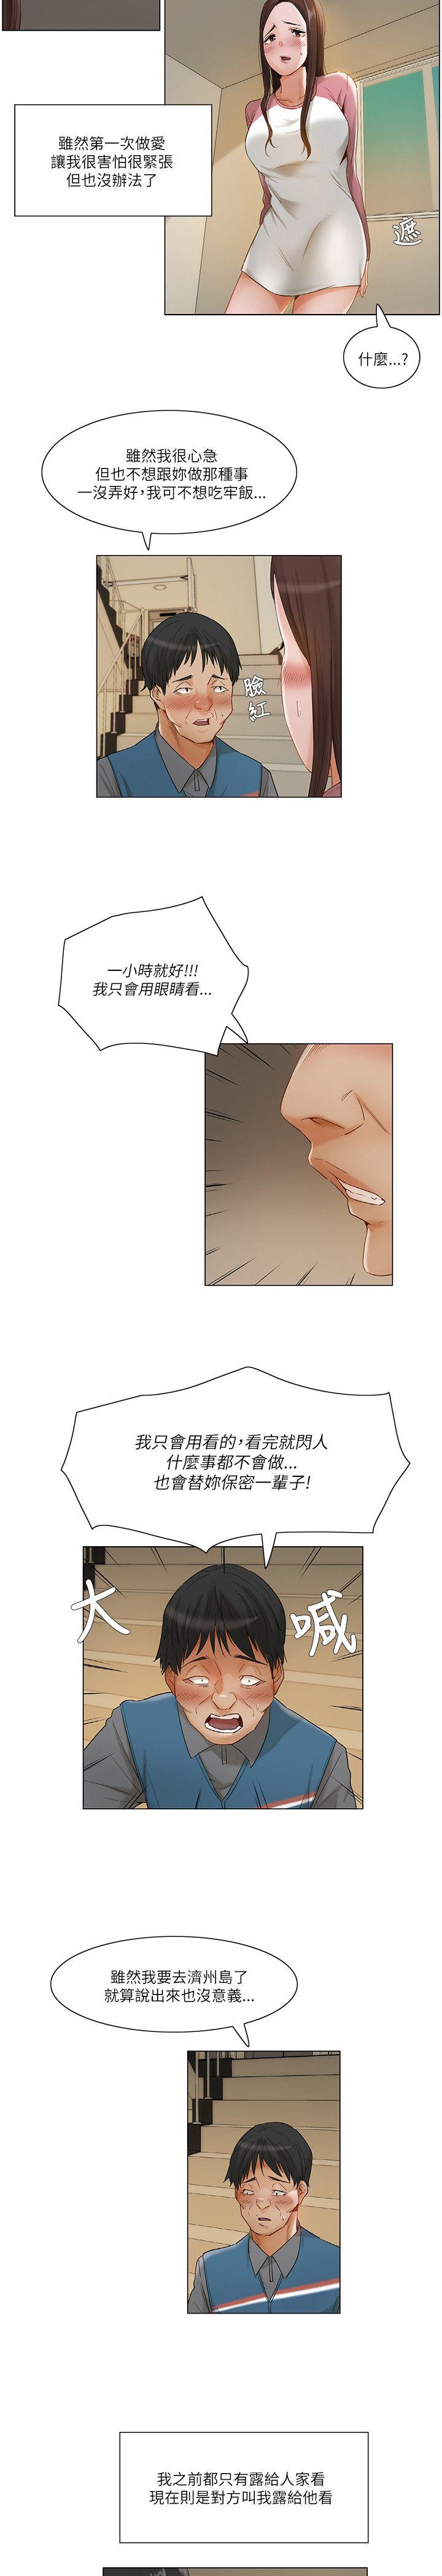 雖然第一次做愛
讓我很害怕很緊張
但也沒辦法了
遮
什麼...?
雖然我很心急
但也不想跟妳做那種事
一沒弄好,我可不想吃牢飯...
臉
紅
一小時就好!!!
我只會用眼睛看...
我只會用看的,看完就閃人
什麼事都不會做...
也會替妳保密一輩子!
大
喊
雖然我要去濟州島了
就算說出來也沒意義...
我之前都只有露給人家看
現在則是對方叫我露給他看